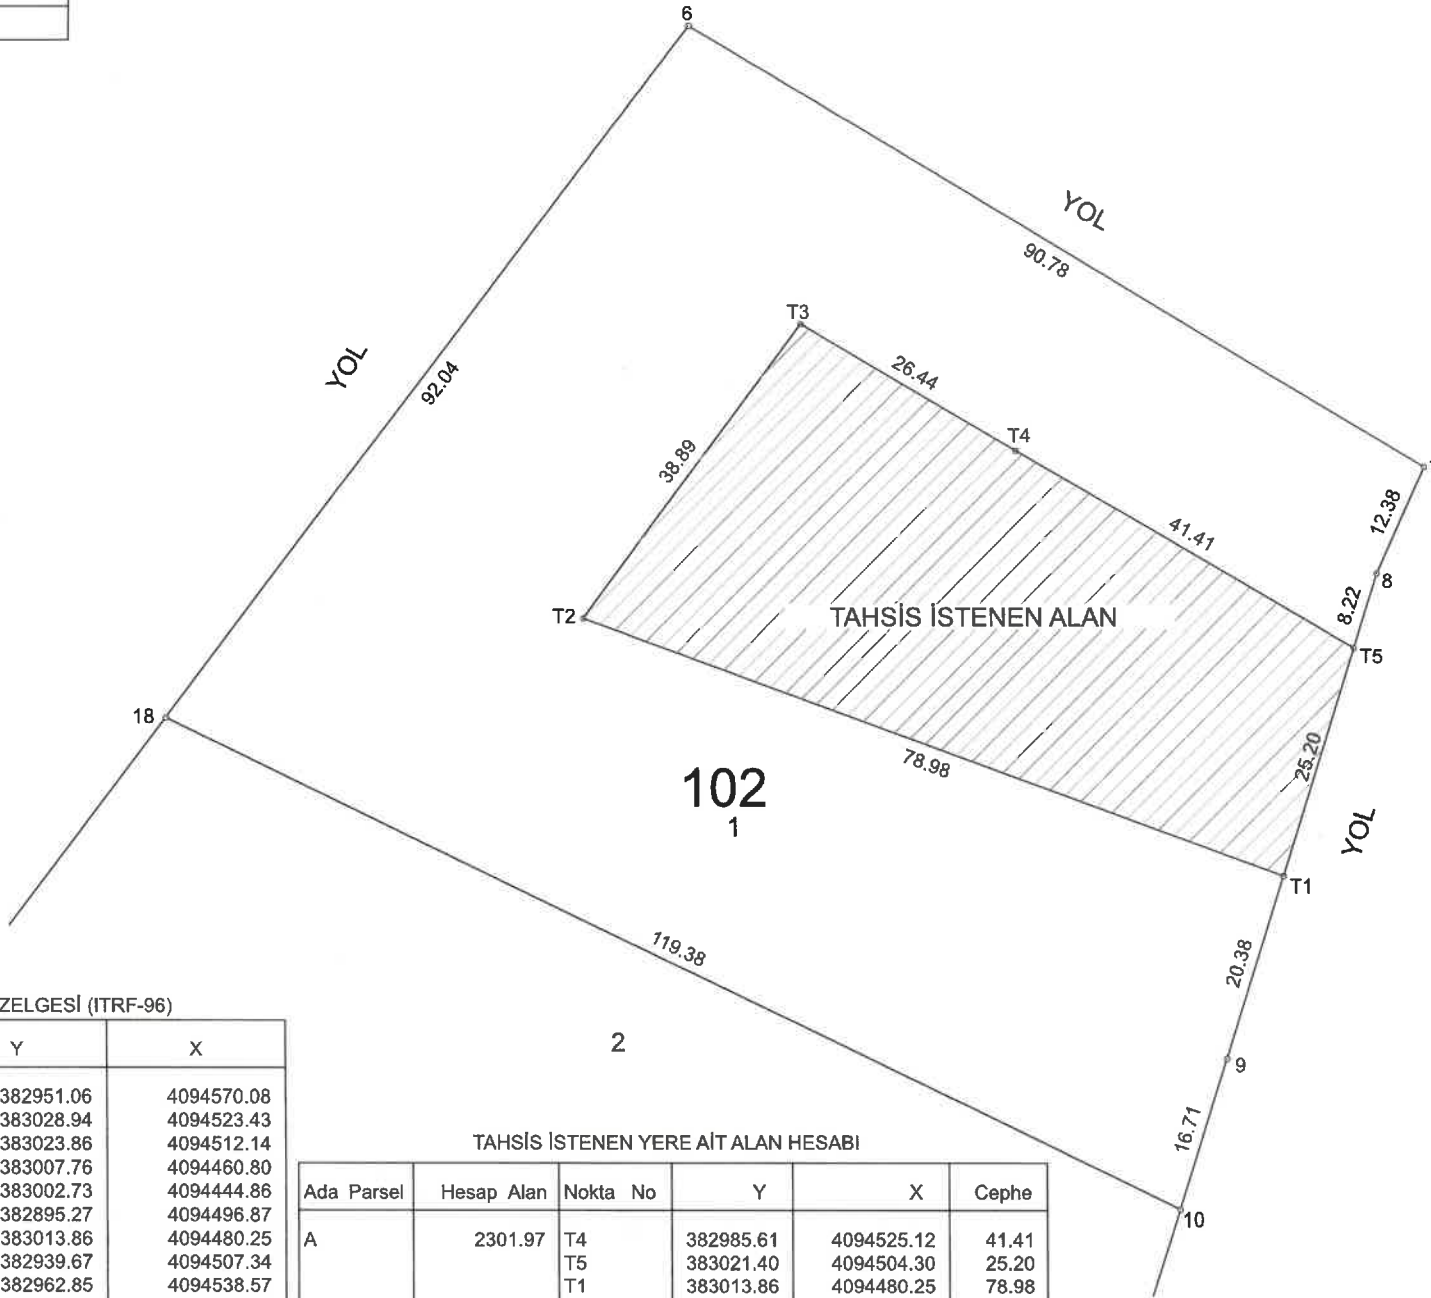 6
YOL
90.78
T3
YOL
26.44
92.04
T4
38.89
12.38
41.41
8
8.22
T2
TAHSİS İSTENEN ALAN
T5
18
25.20
78.98
102
1
YOL
T1
119.38
20.38
ZELGESİ (ITRF-96)
2
9
Y X
16.71
382951.06 4094570.08
383028.94 4094523.43
383023.86 4094512.14
383007.76 4094460.80
383002.73 4094444.86
382895.27 4094496.87
383013.86 4094480.25
382939.67 4094507.34
382962.85 4094538.57
TAHSİS İSTENEN YERE AİT ALAN HESABI
Ada Parsel Hesap Alan Nokta No Y X Cephe
10
A 2301.97 T4 382985.61 4094525.12 41.41
T5 383021.40 4094504.30 25.20
T1 383013.86 4094480.25 78.98